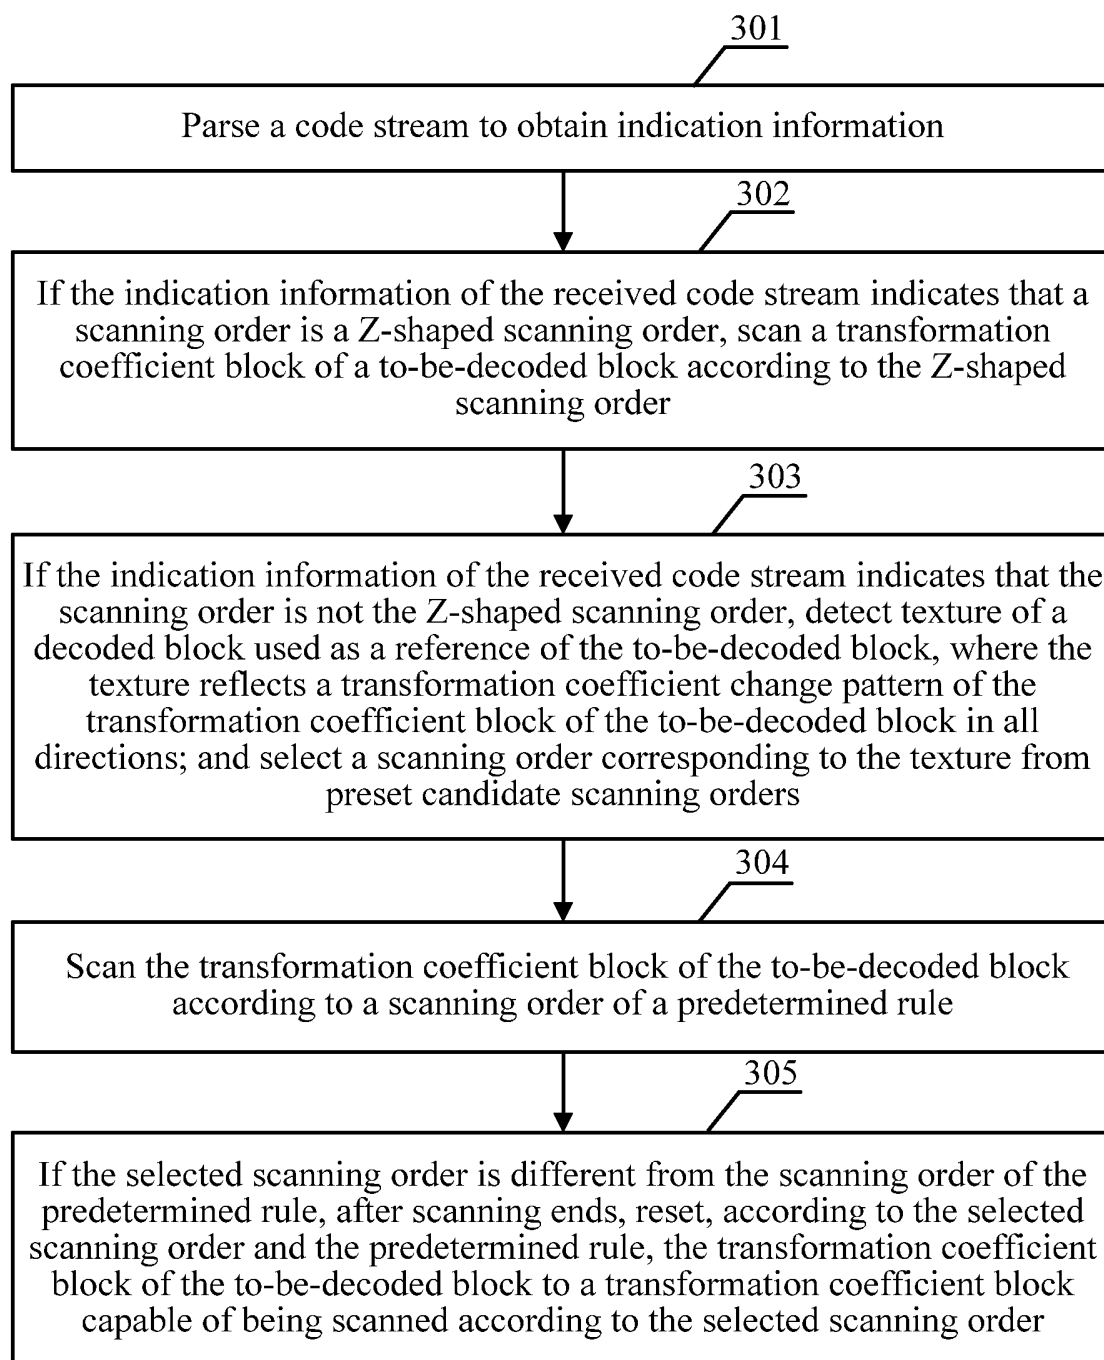 301
Parse a code stream to obtain indication information
302
If the indication information of the received code stream indicates that a
scanning order is a Z-shaped scanning order, scan a transformation
coefficient block of a to-be-decoded block according to the Z-shaped
scanning order
303
If the indication information of the received code stream indicates that the
scanning order is not the Z-shaped scanning order, detect texture of a
decoded block used as a reference of the to-be-decoded block, where the
texture reflects a transformation coefficient change pattern of the
transformation coefficient block of the to-be-decoded block in all
directions; and select a scanning order corresponding to the texture from
preset candidate scanning orders
304
Scan the transformation coefficient block of the to-be-decoded block
according to a scanning order of a predetermined rule
305
If the selected scanning order is different from the scanning order of the
predetermined rule, after scanning ends, reset, according to the selected
scanning order and the predetermined rule, the transformation coefficient
block of the to-be-decoded block to a transformation coefficient block
capable of being scanned according to the selected scanning order